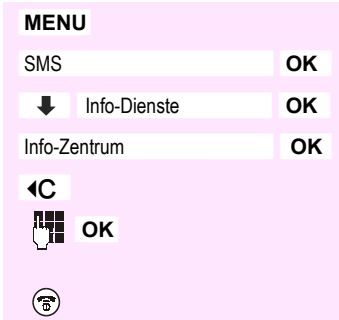 MENU
SMS OK
Info-Dienste OK
Info-Zentrum OK
C
OK